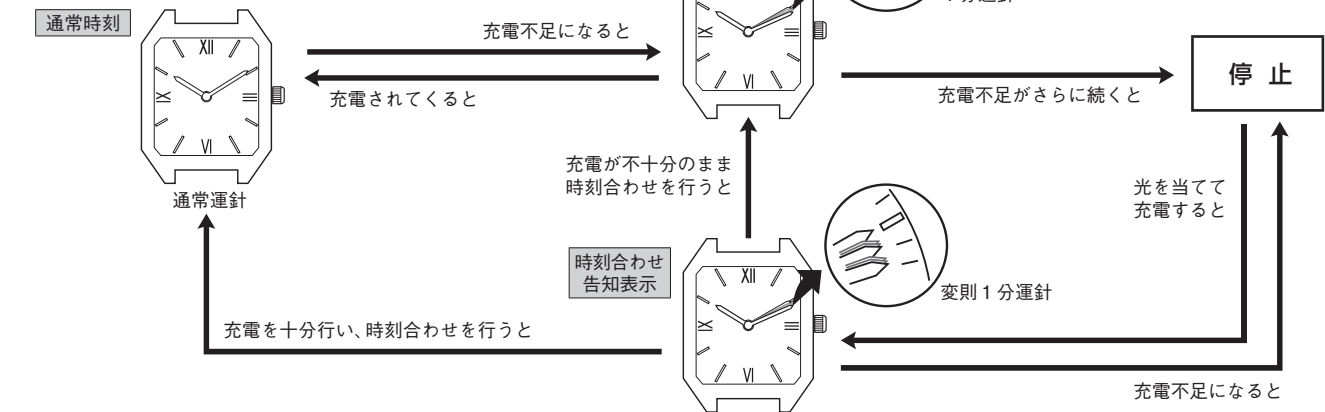 通常時刻
充電不足になると
充電されてくると
通常運針
充電不足がさらに続くと
停 止
充電が不十分のまま
時刻合わせを行うと
光を当てて
充電すると
時刻合わせ
告知表示
変則1分運針
充電を十分行い、時刻合わせを行うと
充電不足になると
XII
VI
VI
XII
VI